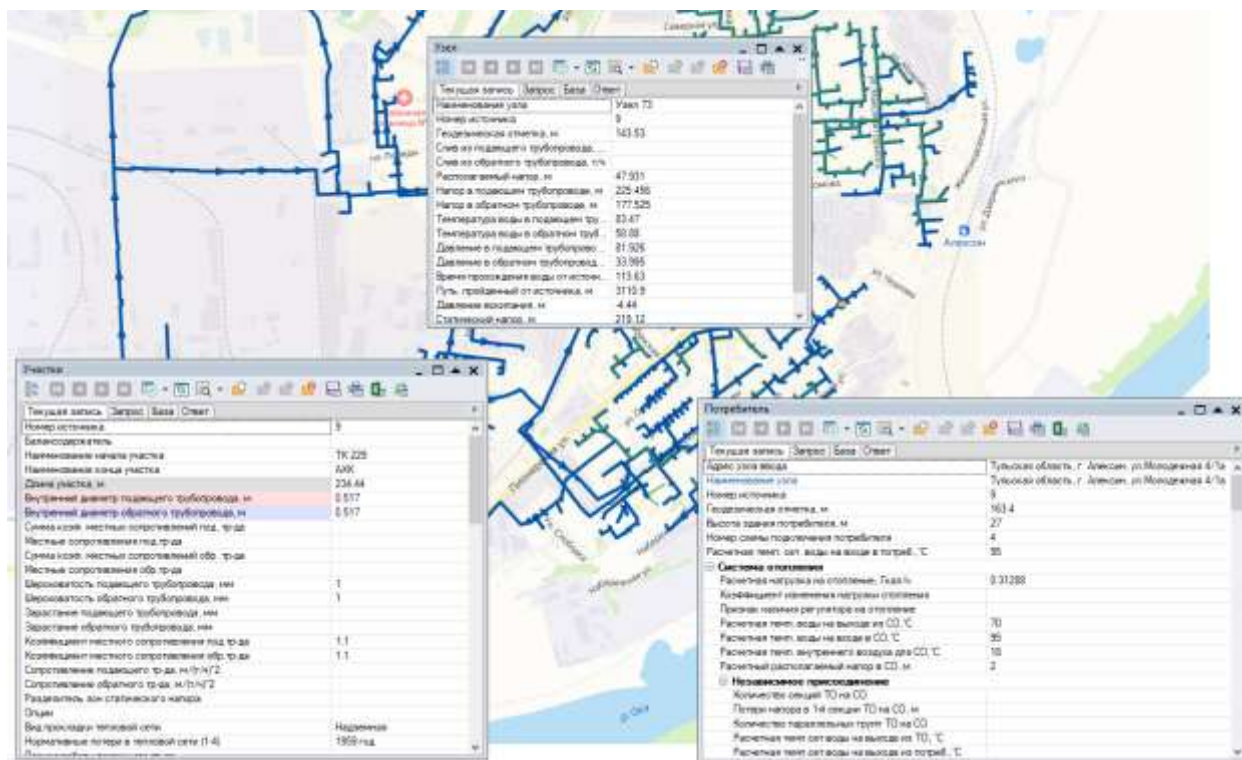 Северная ул.
Узел
Текущая запись Запрос База Ответ
Наименование узла Узел 73
Номер источника 9
Геодезическая отметка, м 143.53
Слив из подающего трубопровода, ...
Слив из обратного трубопровода, т/ч
Располагаемый напор, м 47.931
Напор в подающем трубопроводе, м 225.456
Напор в обратном трубопроводе, м 177.525
Температура воды в подающем тру... 83.47
Температура воды в обратном труб... 58.88
Давление в подающем трубопрово... 81.926
Давление в обратном трубопровод... 33.995
Время прохождения воды от источн... 113.63
Путь, пройденный от источника, м 3110.9
Давление вскипания, м -4.44
Статический напор, м 210.12
Алексин
Участки
Текущая запись Запрос База Ответ
Номер источника 9
Балансодержатель
Наименование начала участка ТК 229
Наименование конца участка АХК
Длина участка, м 234.44
Внутренний диаметр подающего трубопровода, м 0.517
Внутренний диаметр обратного трубопровода, м 0.517
Сумма коэф. местных сопротивлений под. тр-да
Местные сопротивления под.тр-да
Сумма коэф. местных сопротивлений обр. тр-да
Местные сопротивления обр.тр-да
Шероховатость подающего трубопровода, мм 1
Шероховатость обратного трубопровода, мм 1
Зарастание подающего трубопровода, мм
Зарастание обратного трубопровода, мм
Коэффициент местного сопротивления под.тр-да 1.1
Коэффициент местного сопротивления обр.тр-да 1.1
Сопротивление подающего тр-да, м/(т/ч)^2
Сопротивление обратного тр-да, м/(т/ч)^2
Разделитель зон статического напора
Опции
Вид прокладки тепловой сети Надземная
Нормативные потери в тепловой сети (1-4) 1959 год
Потребитель
Текущая запись Запрос База Ответ
Адрес узла ввода Тульская область, г. Алексин, ул.Молодежная 4/1а
Наименование узла Тульская область, г. Алексин, ул.Молодежная 4/1а
Номер источника 9
Геодезическая отметка, м 163.4
Высота здания потребителя, м 27
Номер схемы подключения потребителя 4
Расчетная темп. сет. воды на входе в потреб., °C 95
Система отопления
Расчетная нагрузка на отопление, Гкал/ч 0.31288
Коэффициент изменения нагрузки отопления
Признак наличия регулятора на отопление
Расчетная темп. воды на выходе из СО, °C 70
Расчетная темп. воды на входе в СО, °C 95
Расчетная темп. внутреннего воздуха для СО, °C 18
Расчетный располагаемый напор в СО, м 2
Независимое присоединение
Количество секций ТО на СО
Потери напора в 1-й секции ТО на СО, м
Количество параллельных групп ТО на СО
Расчетная темп.сет.воды на выходе из ТО, °C
Расчетная темп.сет.воды на выходе из потреб., °C
Пионерская ул.
ул. Слободка
Набережная ул.
р. Ока